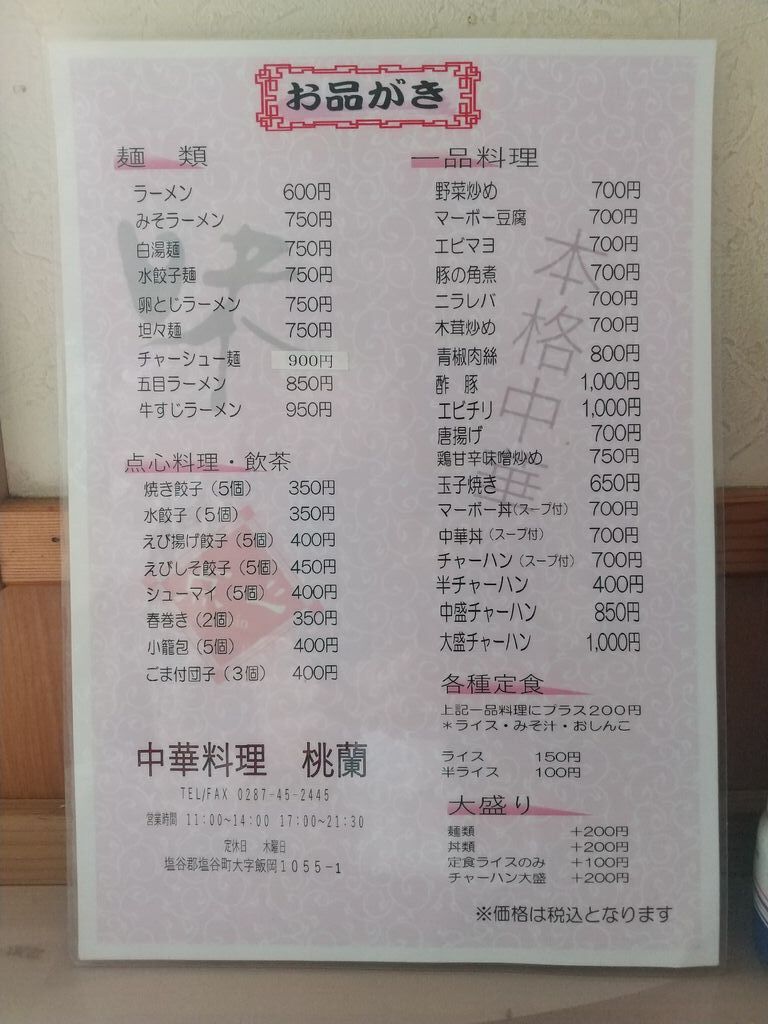 お品がき
麺 類
ラーメン 600円
みそラーメン 750円
白湯麺 750円
水餃子麺 750円
卵とじラーメン 750円
坦々麺 750円
チャーシュー麺 900円
五目ラーメン 850円
牛すじラーメン 950円
点心料理・飲茶
焼き餃子（5個） 350円
水餃子（5個） 350円
えび揚げ餃子（5個） 400円
えびしそ餃子（5個） 450円
シューマイ（5個） 400円
春巻き（2個） 350円
小籠包（5個） 400円
ごま付団子（3個） 400円
中華料理 桃蘭
TEL/FAX 0287-45-2445
営業時間 11:00~14:00 17:00~21:30
定休日 木曜日
塩谷郡塩谷町大字飯岡1055-1
一品料理
野菜炒め 700円
マーボー豆腐 700円
エビマヨ 700円
豚の角煮 700円
ニラレバ 700円
木茸炒め 700円
青椒肉絲 800円
酢 豚 1,000円
エビチリ 1,000円
唐揚げ 700円
鶏甘辛味噌炒め 750円
玉子焼き 650円
マーボー丼（スープ付） 700円
中華丼（スープ付） 700円
チャーハン（スープ付） 700円
半チャーハン 400円
中盛チャーハン 850円
大盛チャーハン 1,000円
本格中華
各種定食
上記一品料理にプラス200円
＊ライス・みそ汁・おしんこ
ライス 150円
半ライス 100円
大盛り
麺類 +200円
丼類 +200円
定食ライスのみ +100円
チャーハン大盛 +200円
※価格は税込となります